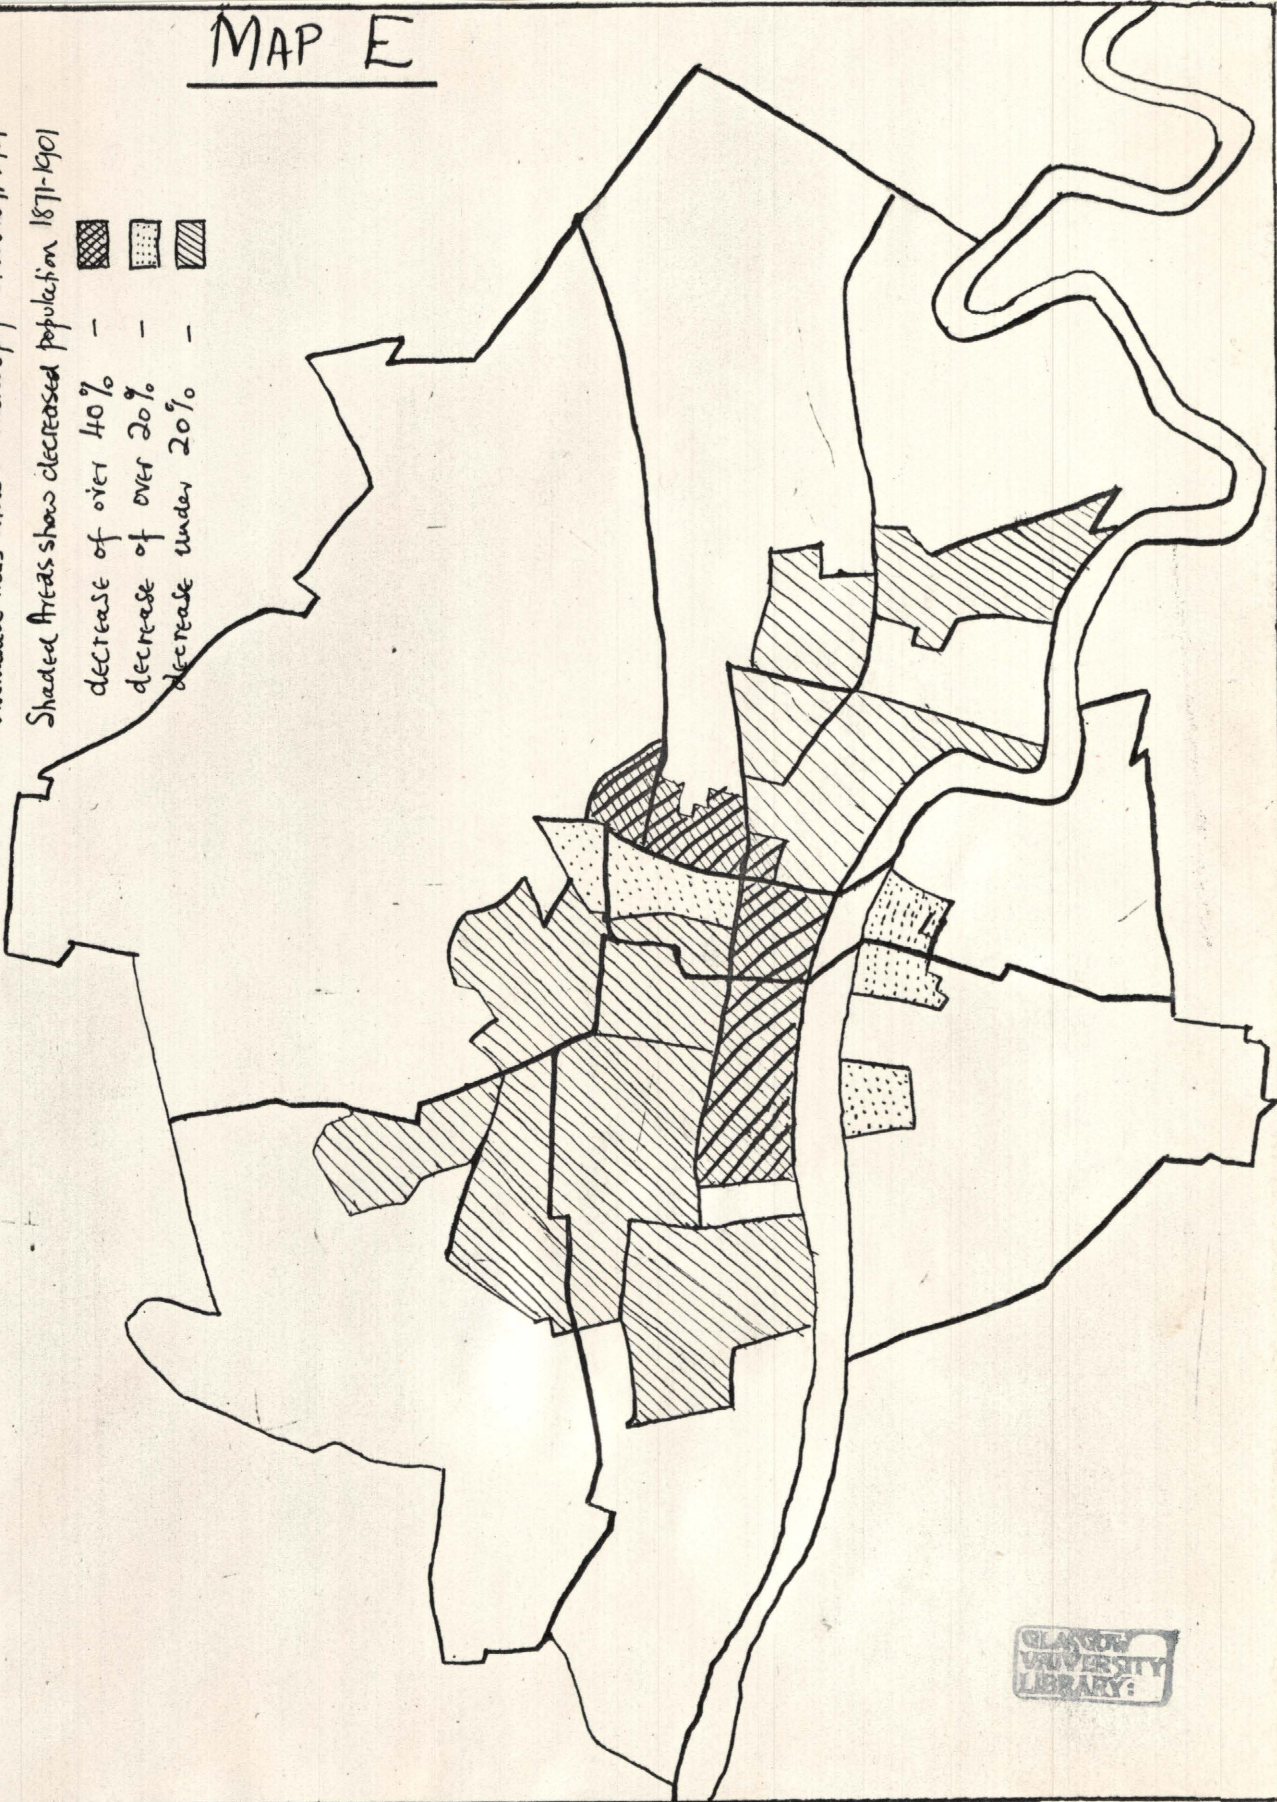 MAP E
Shaded Areas show decreased population 1871-1901
decrease of over 40% -
decrease of over 20% -
decrease under 20% -
GLASGOW
UNIVERSITY
LIBRARY: